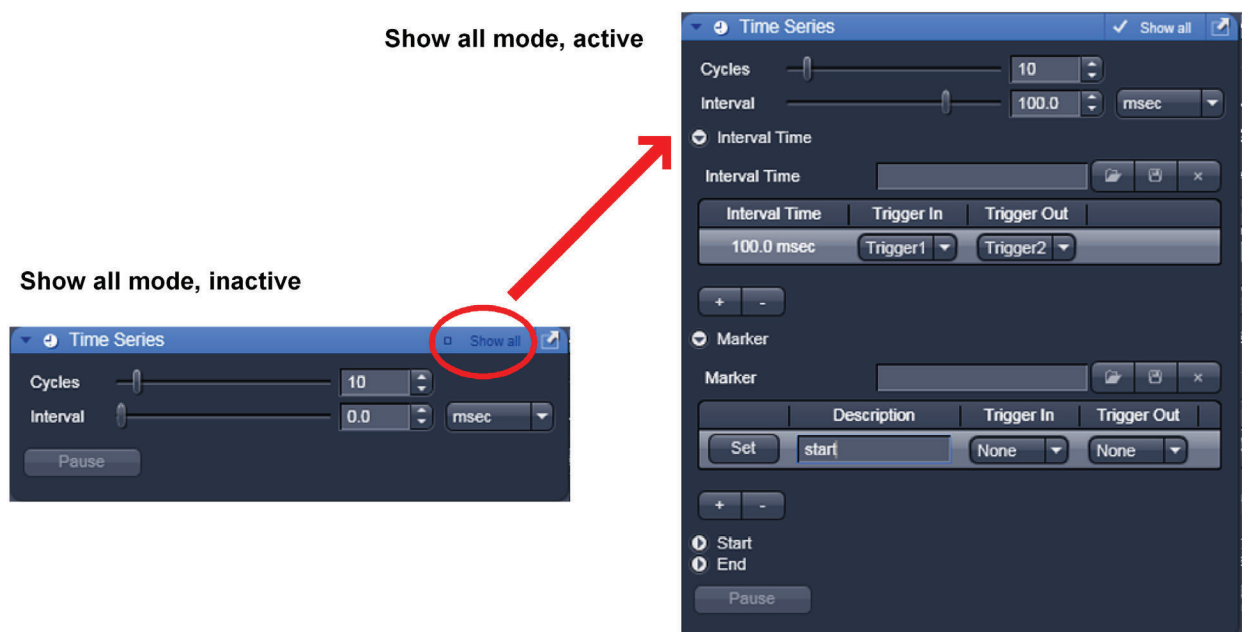 Show all mode, active
Time Series Show all
Cycles 10
Interval 100.0 msec
Interval Time
Interval Time
Interval Time Trigger In Trigger Out
100.0 msec Trigger1 Trigger2
+ -
Marker
Marker
Description Trigger In Trigger Out
Set start None None
+ -
Start
End
Pause
Show all mode, inactive
Time Series Show all
Cycles 10
Interval 0.0 msec
Pause